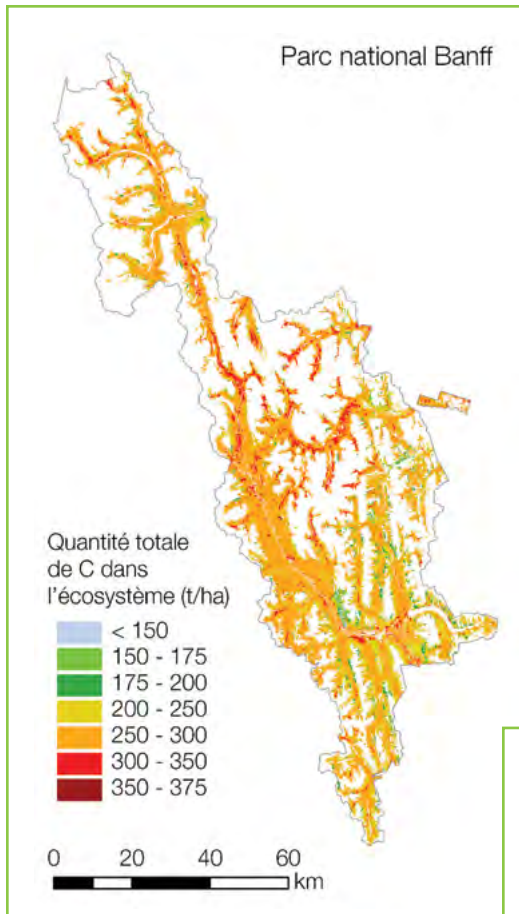 Parc national Banff
Quantité totale
de C dans
l'écosystème (t/ha)
< 150
150 - 175
175 - 200
200 - 250
250 - 300
300 - 350
350 - 375
0 20 40 60
km